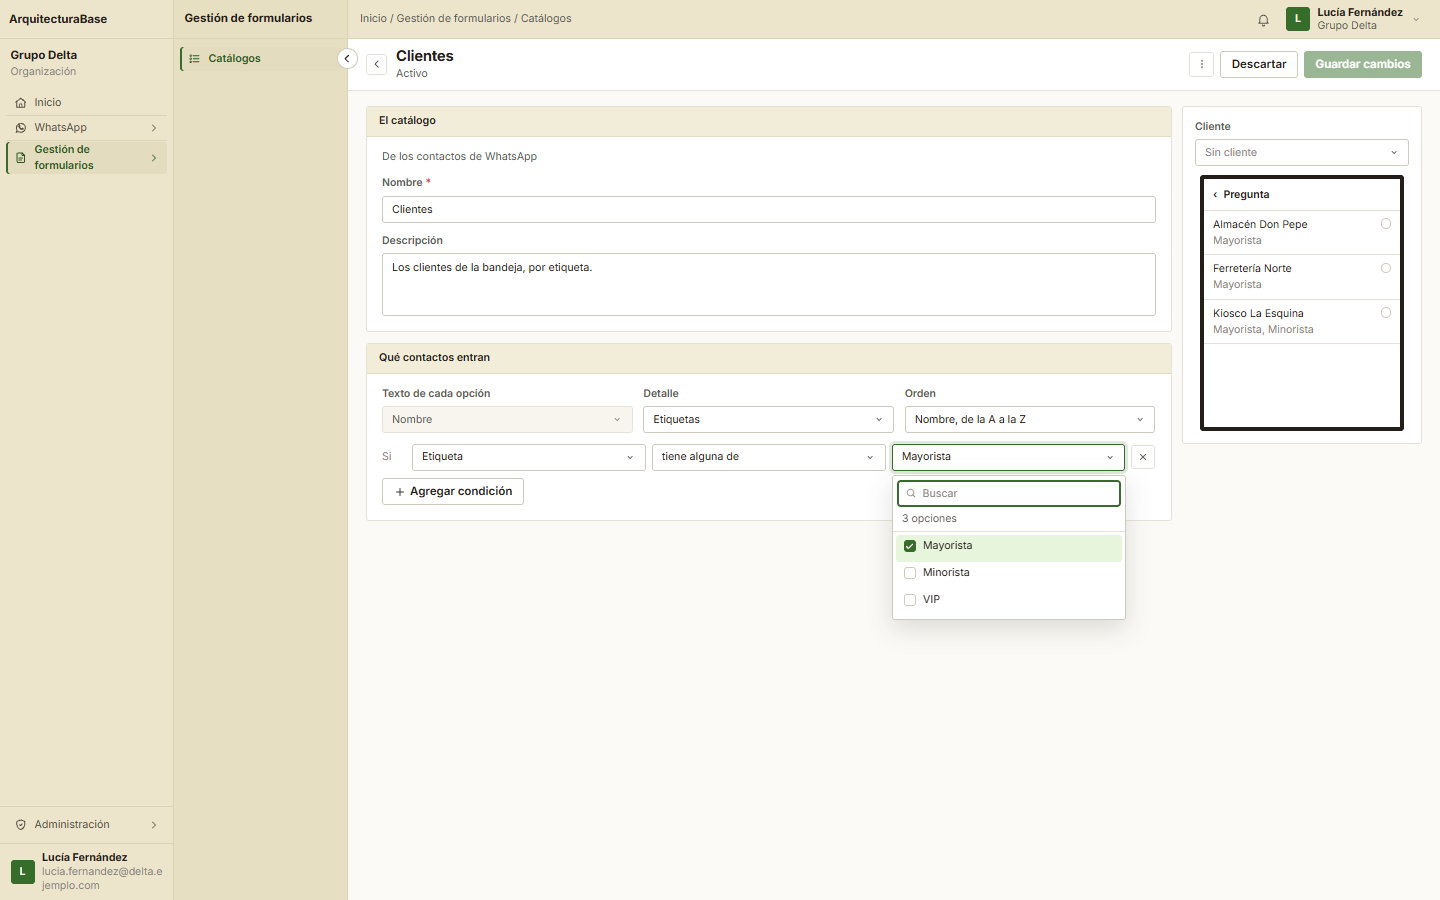 ArquitecturaBase
Grupo Delta
Organización
Inicio
WhatsApp
Gestión de
formularios
Administración
L
Lucía Fernández
lucia.fernandez@delta.e
jemplo.com
Gestión de formularios
Catálogos
Inicio / Gestión de formularios / Catálogos
L
Lucía Fernández
Grupo Delta
Clientes
Activo
Descartar
Guardar cambios
El catálogo
De los contactos de WhatsApp
Nombre *
Clientes
Descripción
Los clientes de la bandeja, por etiqueta.
Qué contactos entran
Texto de cada opción
Detalle
Orden
Nombre
Etiquetas
Nombre, de la A a la Z
Si
Etiqueta
tiene alguna de
Mayorista
Agregar condición
Buscar
3 opciones
Mayorista
Minorista
VIP
Cliente
Sin cliente
Pregunta
Almacén Don Pepe
Mayorista
Ferretería Norte
Mayorista
Kiosco La Esquina
Mayorista, Minorista